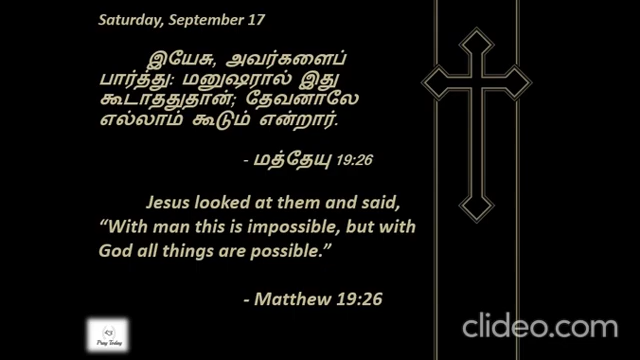 Saturday, September 17
இயேசு, அவர்களைப்
பார்த்து: மனுஷரால் இது
கூடாததுதான்; தேவனாலே
எல்லாம் கூடும் என்றார்.
- மத்தேயு 19:26
Jesus looked at them and said,
“With man this is impossible, but with
God all things are possible.”
- Matthew 19:26
Pray Today
clideo.com